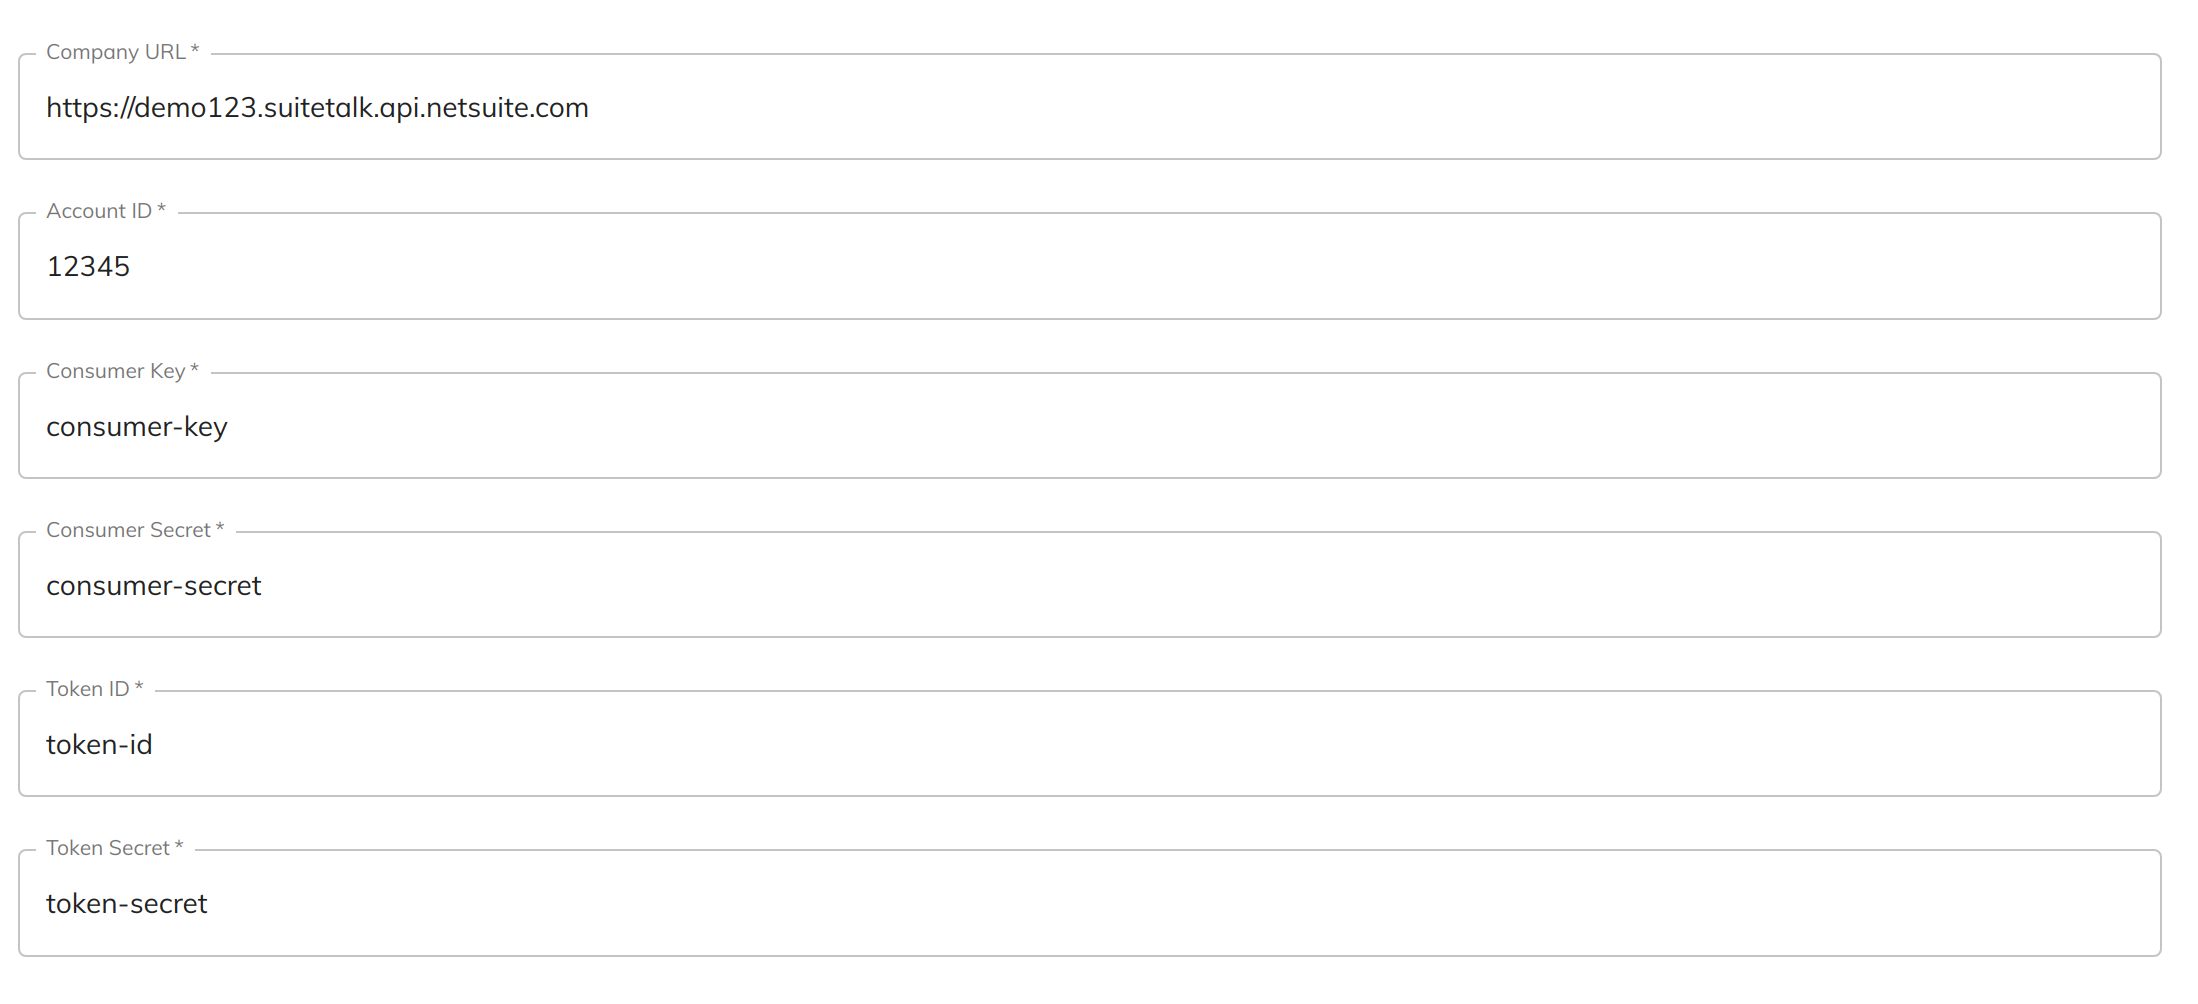 Company URL *
https://demo123.suitetalk.api.netsuite.com
Account ID *
12345
Consumer Key *
consumer-key
Consumer Secret *
consumer-secret
Token ID *
token-id
Token Secret *
token-secret